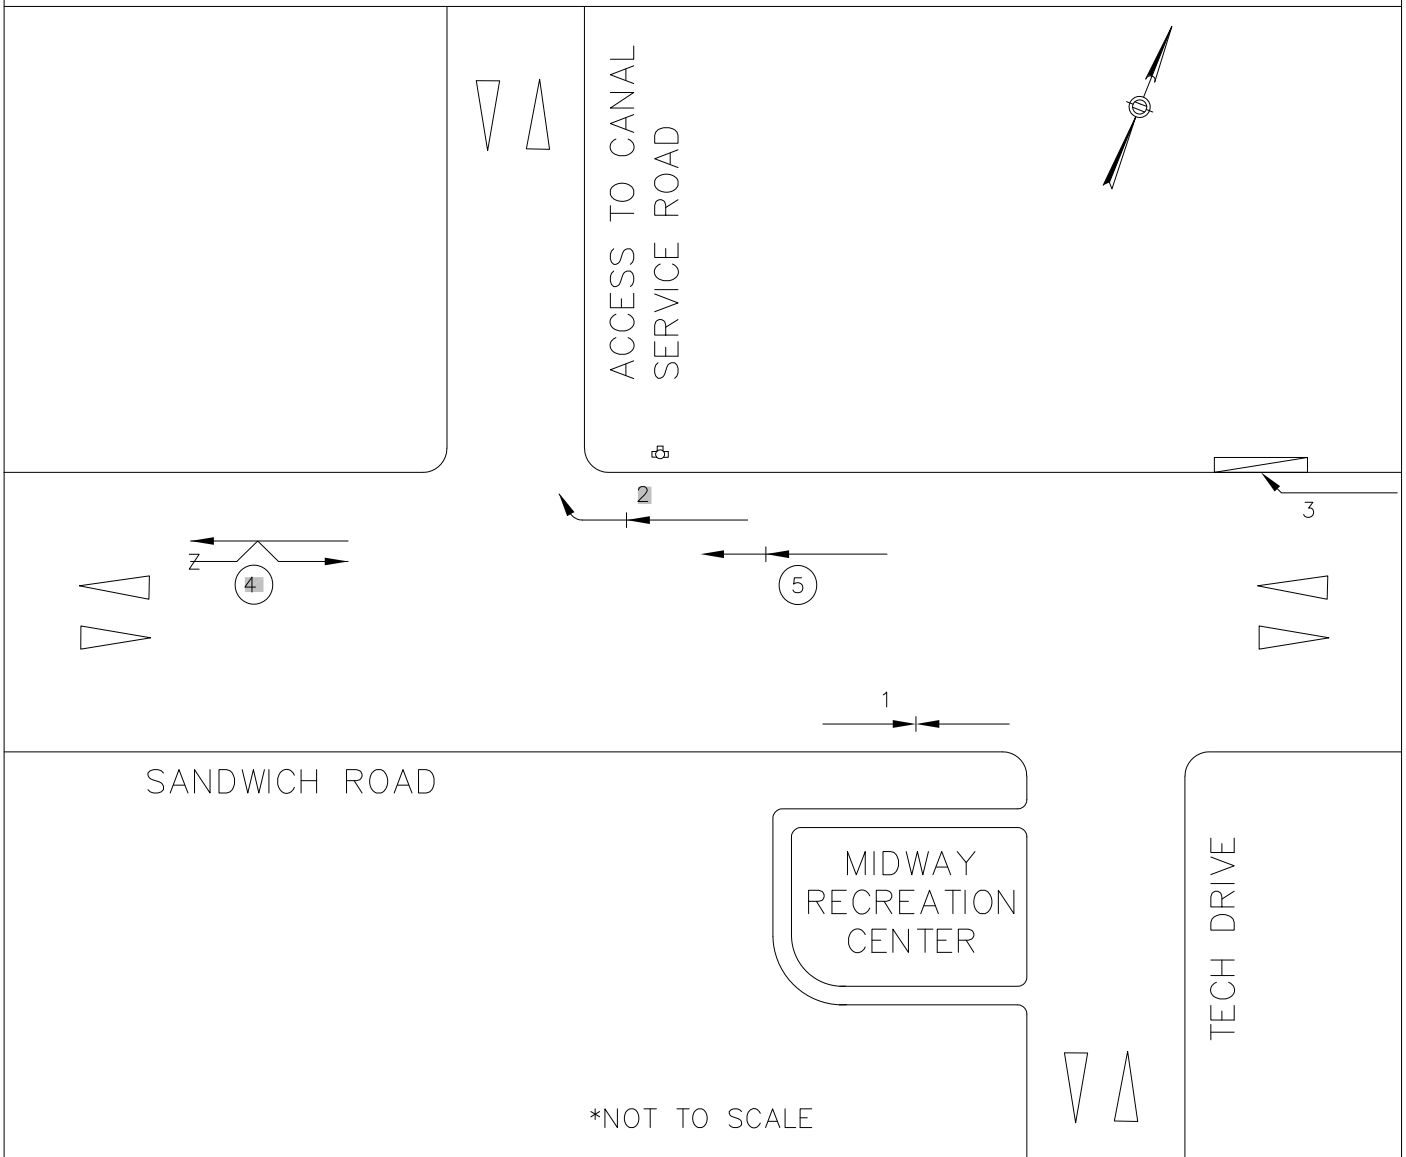 ACCESS TO CANAL
SERVICE ROAD
2
3
Z
4
5
1
SANDWICH ROAD
MIDWAY
RECREATION
CENTER
TECH DRIVE
*NOT TO SCALE